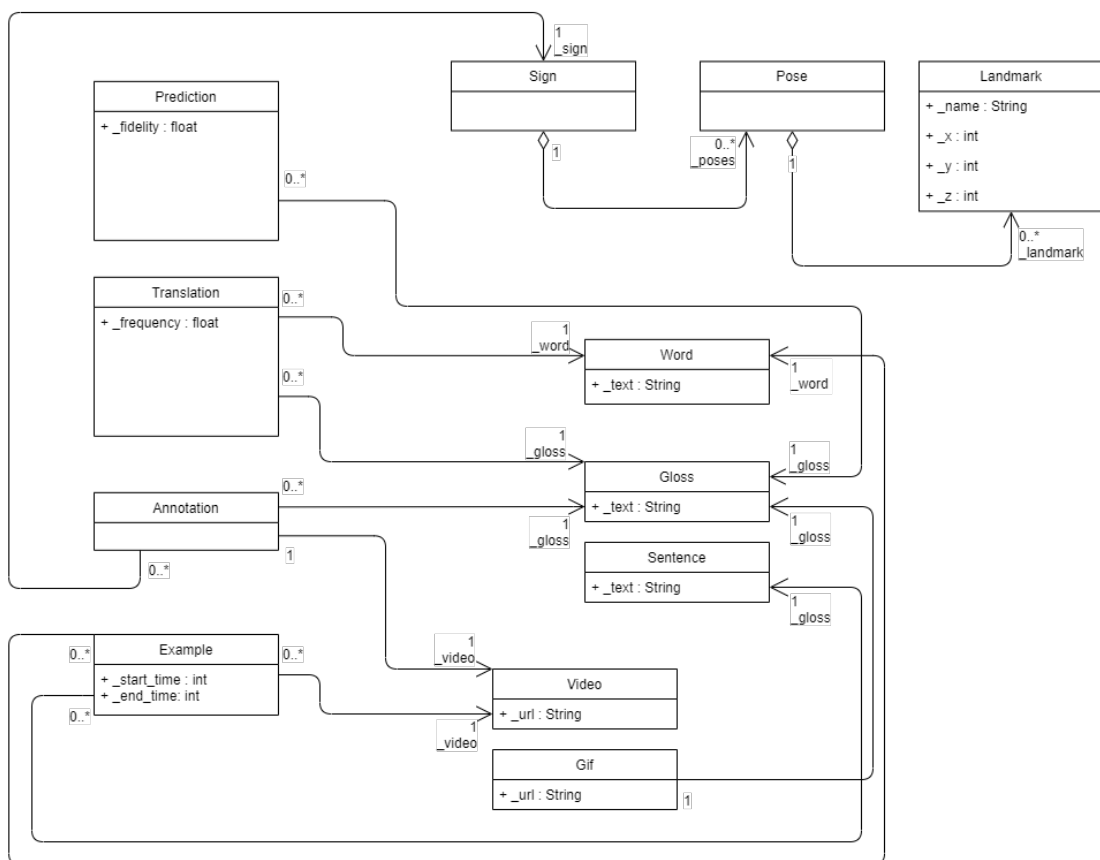 1
_sign
Sign
Pose
Landmark
+ _name : String
+ _x : int
+ _y : int
+ _z : int
Prediction
+ _fidelity : float
1
0..*
_poses
1
0..*
0..*
_landmark
Translation
+ _frequency : float
0..*
1
_word
Word
+ _text : String
1
_word
0..*
1
_gloss
1
_gloss
Gloss
+ _text : String
Annotation
0..*
1
_gloss
1
_gloss
1
0..*
Sentence
+ _text : String
1
_gloss
Example
+ _start_time : int
+ _end_time: int
0..*
0..*
0..*
1
_video
Video
+ _url : String
1
_video
Gif
+ _url : String
1